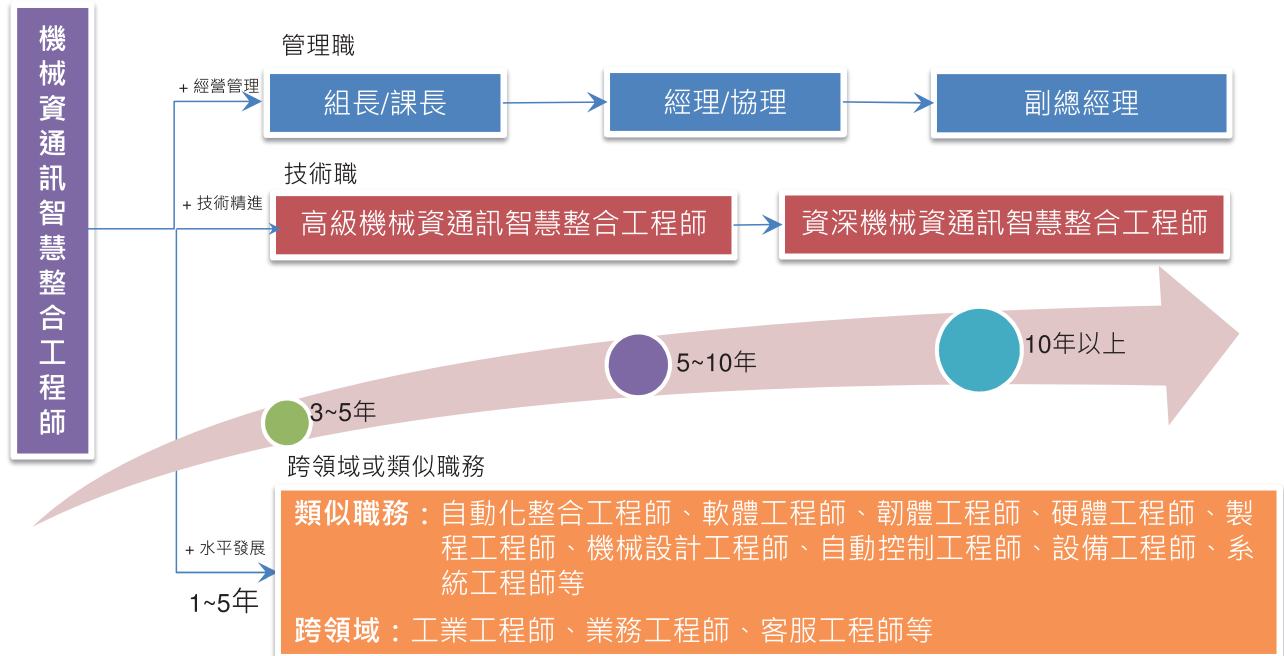 機械資通訊智慧整合工程師
管理職
+ 經營管理
組長/課長
經理/協理
副總經理
技術職
+ 技術精進
高級機械資通訊智慧整合工程師
資深機械資通訊智慧整合工程師
10年以上
5~10年
3~5年
跨領域或類似職務
+ 水平發展
1~5年
類似職務：自動化整合工程師、軟體工程師、韌體工程師、硬體工程師、製
程工程師、機械設計工程師、自動控制工程師、設備工程師、系
統工程師等
跨領域：工業工程師、業務工程師、客服工程師等